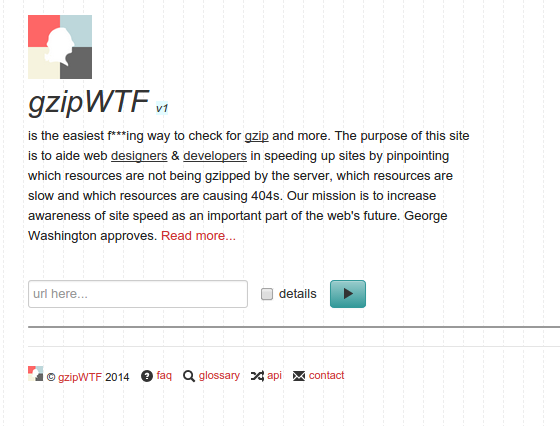 gzipWTF v1
is the easiest f***ing way to check for gzip and more. The purpose of this site
is to aide web designers & developers in speeding up sites by pinpointing
which resources are not being gzipped by the server, which resources are
slow and which resources are causing 404s. Our mission is to increase
awareness of site speed as an important part of the web's future. George
Washington approves. Read more...
url here... details
© gzipWTF 2014 faq glossary api contact